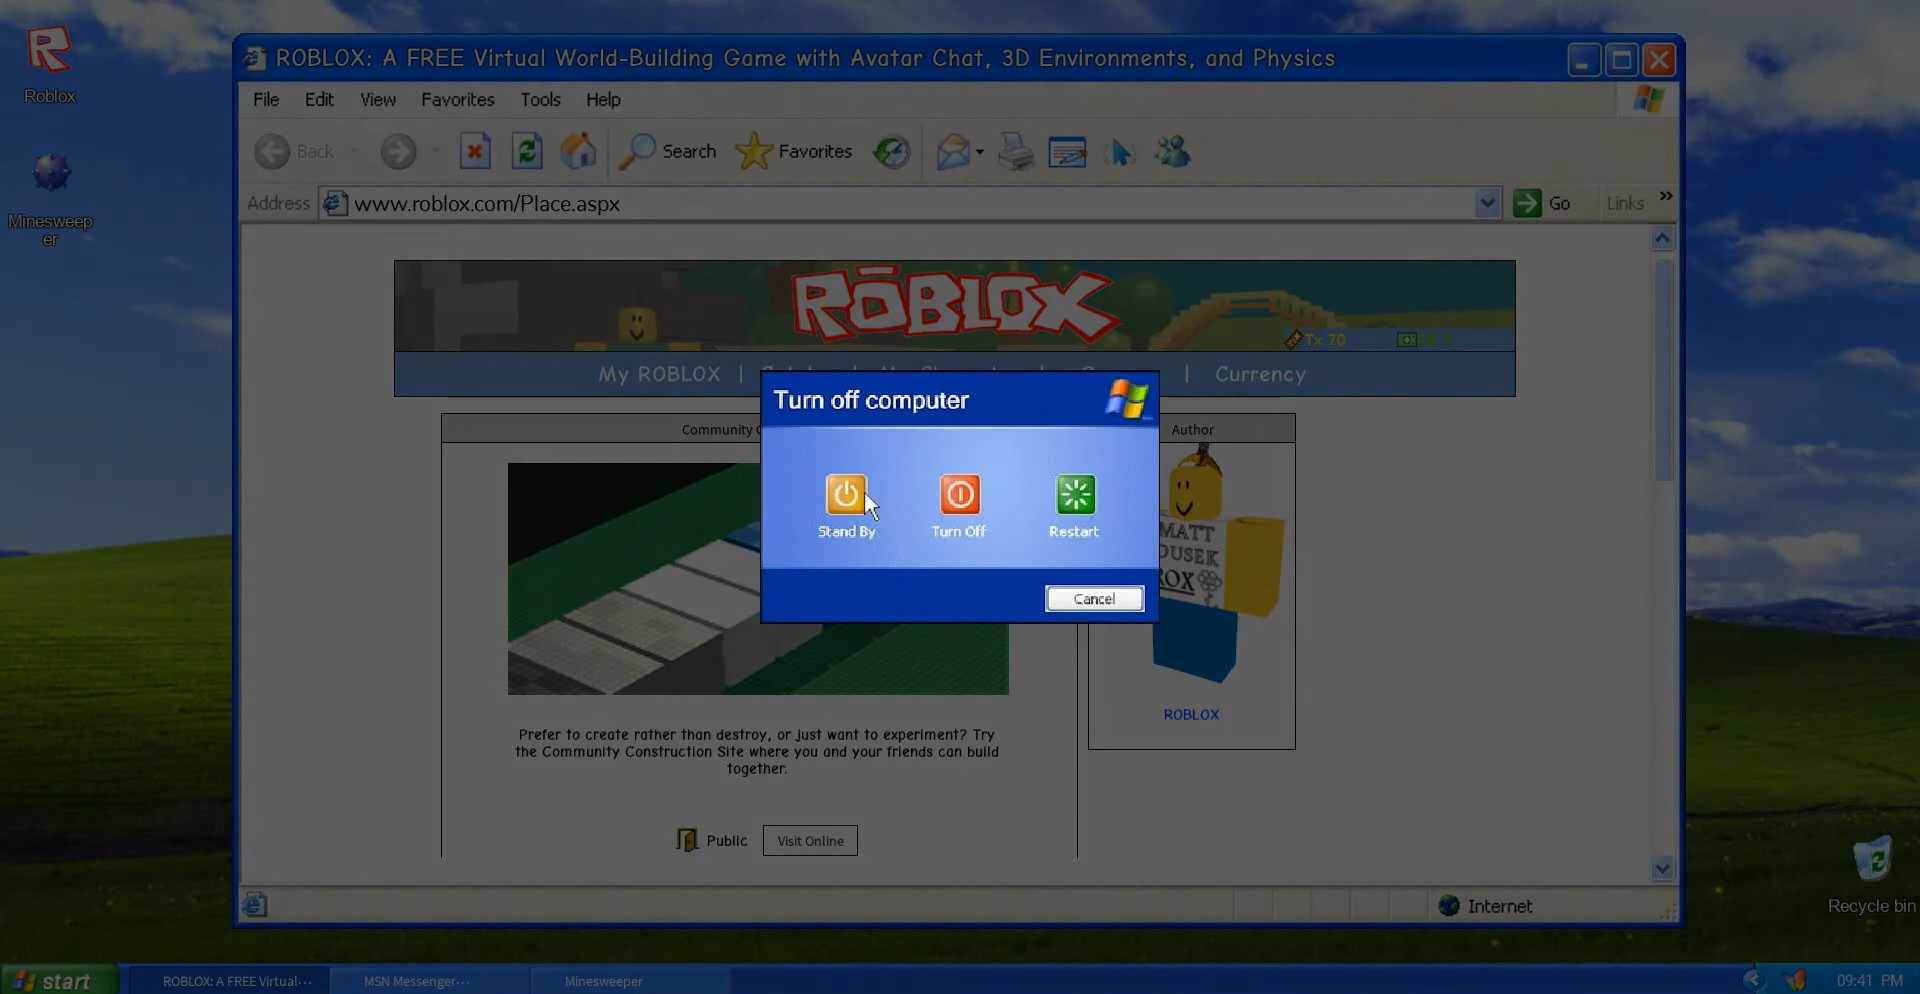 Roblox
Minesweep
er
ROBLOX: A FREE Virtual World-Building Game with Avatar Chat, 3D Environments, and Physics
File Edit View Favorites Tools Help
Back Search Favorites
Address www.roblox.com/Place.aspx Go Links »
ROBLOX
Tx 70
My ROBLOX | | Currency
Community Author
Turn off computer
Stand By Turn Off Restart
Cancel
MATT
ROBLOX
Prefer to create rather than destroy, or just want to experiment? Try
the Community Construction Site where you and your friends can build
together.
Public Visit Online
Internet
Recycle bin
start ROBLOX: A FREE Virtual··· MSN Messenger··· Minesweeper 09:41 PM